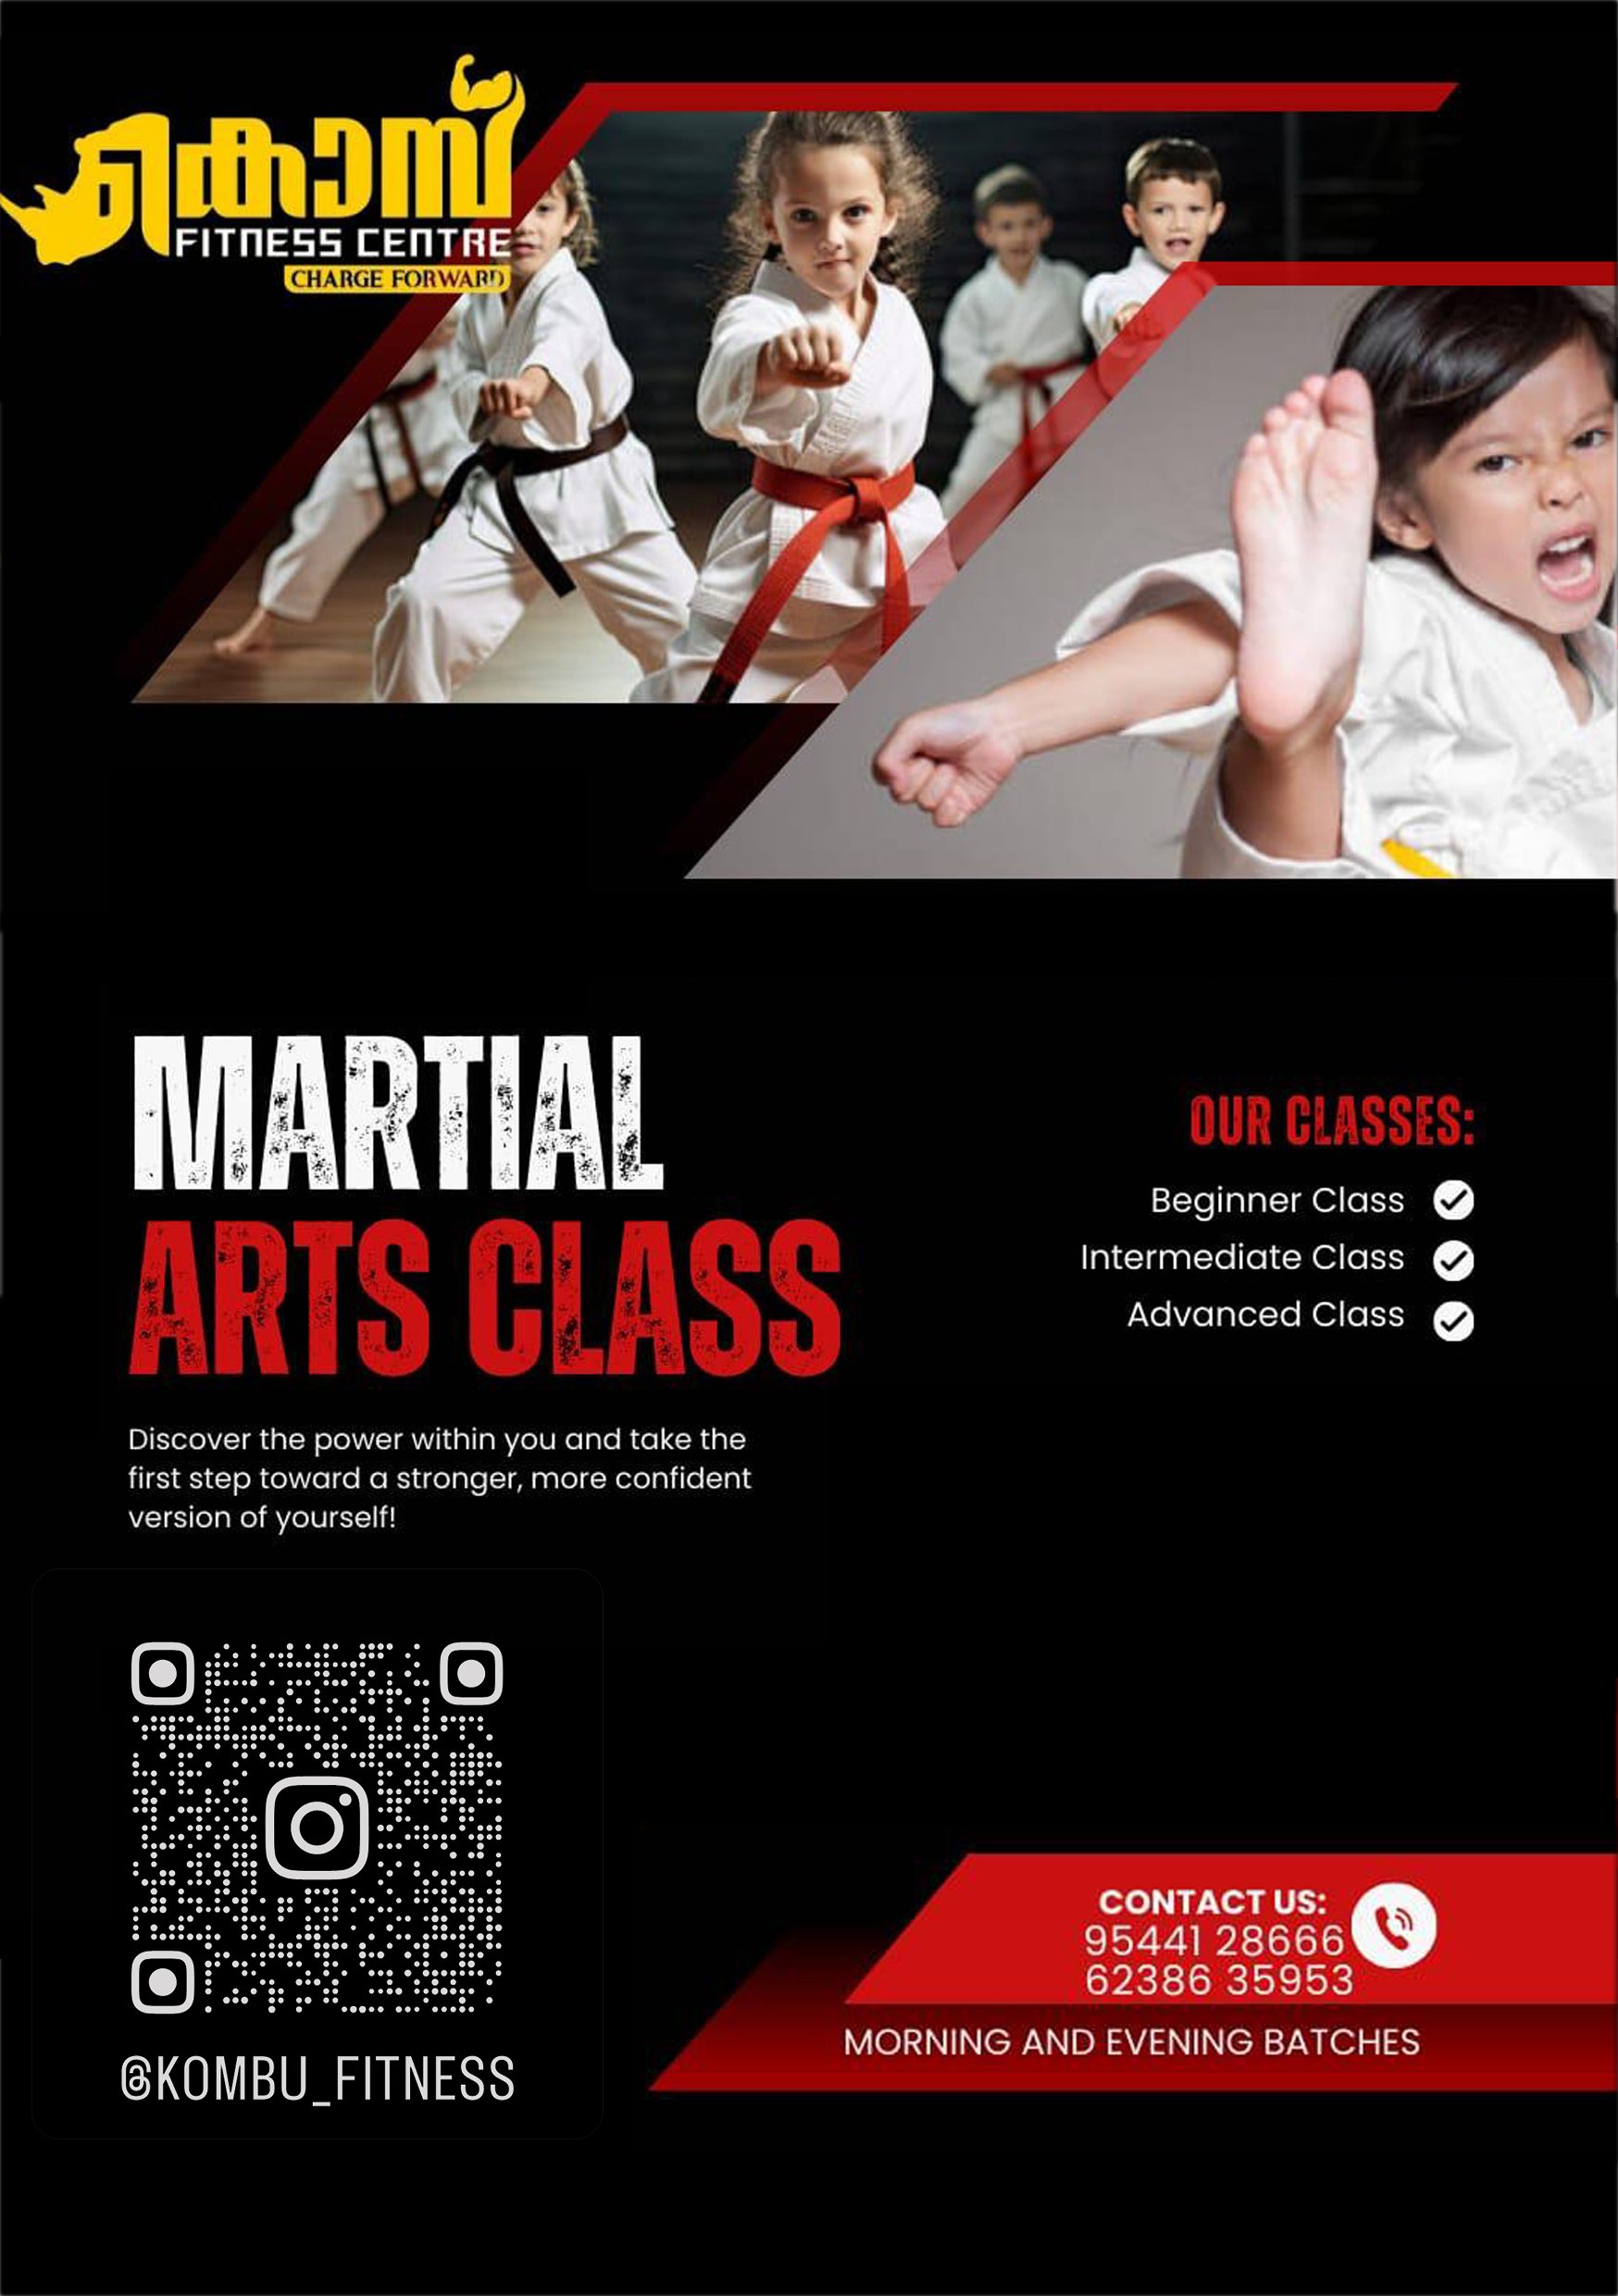 കൊമ്പ്
FITNESS CENTRE
CHARGE FORWARD
MARTIAL
ARTS CLASS
Discover the power within you and take the
first step toward a stronger, more confident
version of yourself!
OUR CLASSES:
Beginner Class
Intermediate Class
Advanced Class
@KOMBU_FITNESS
CONTACT US:
95441 28666
62386 35953
MORNING AND EVENING BATCHES